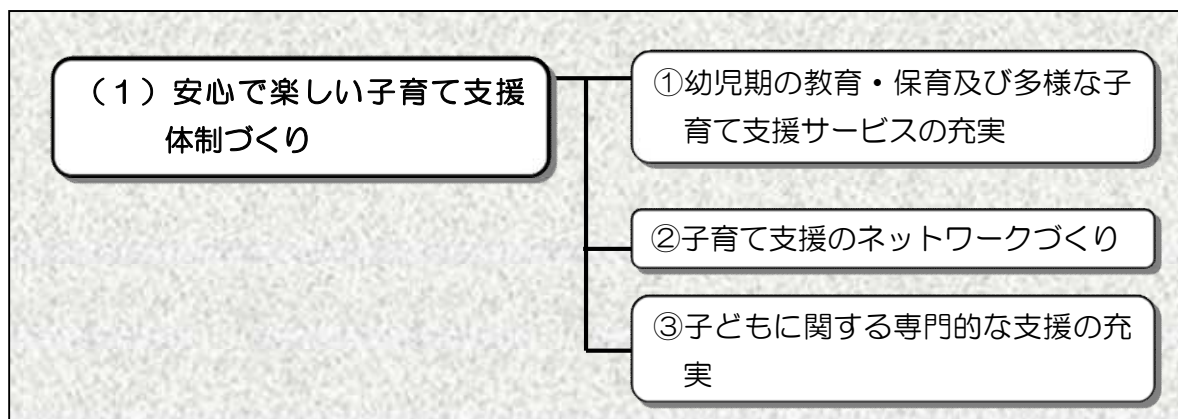 （１）安心で楽しい子育て支援
体制づくり
①幼児期の教育・保育及び多様な子
育て支援サービスの充実
②子育て支援のネットワークづくり
③子どもに関する専門的な支援の充
実